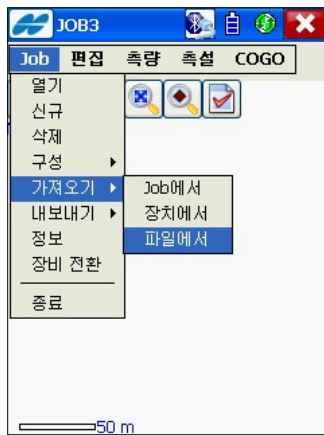 JOB3
Job 편집 측량 측설 COGO
열기
신규
삭제
구성
가져오기
Job에서
내보내기
장치에서
정보
파일에서
장비 전환
종료
50 m